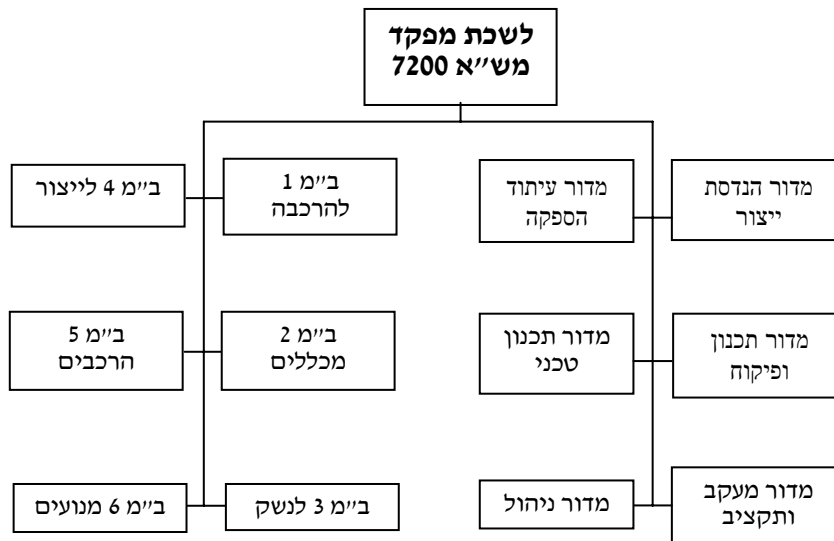 לשכת מפקד
מש״א 7200
מדור הנדסת
ייצור
מדור עיתוד
הספקה
ב״מ 1
להרכבה
ב״מ 4 לייצור
מדור תכנון
ופיקוח
מדור תכנון
טכני
ב״מ 2
מכללים
ב״מ 5
הרכבים
מדור מעקב
ותקציב
מדור ניהול
ב״מ 3 לנשק
ב״מ 6 מנועים